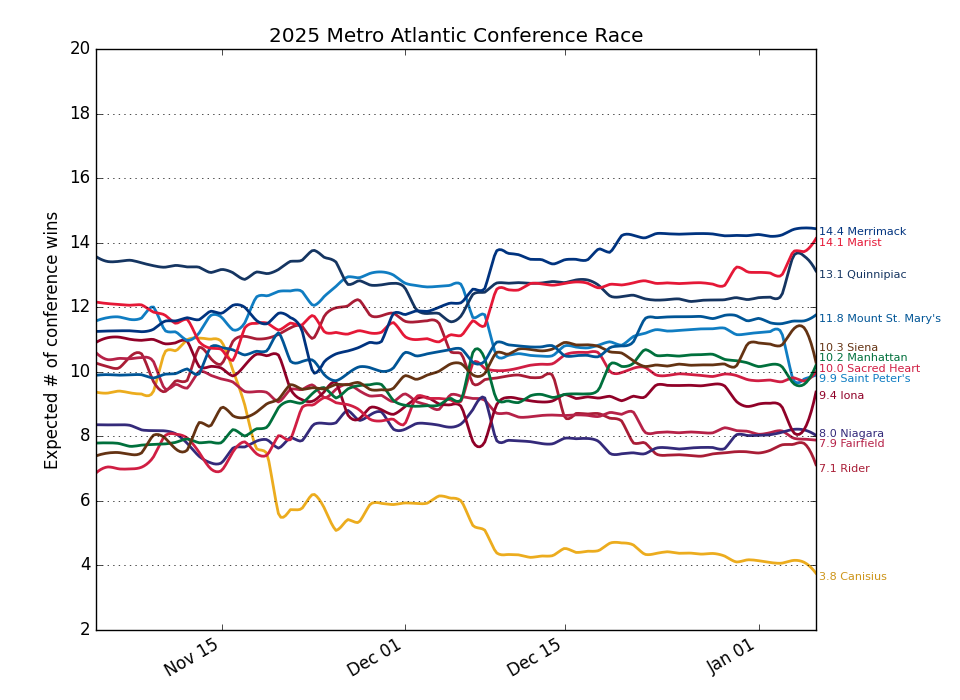 2025 Metro Atlantic Conference Race
Expected # of conference wins
20
18
16
14
12
10
8
6
4
2
Nov 15
Dec 01
Dec 15
Jan 01
14.4 Merrimack
14.1 Marist
13.1 Quinnipiac
11.8 Mount St. Mary's
10.3 Siena
10.2 Manhattan
10.0 Sacred Heart
9.9 Saint Peter's
9.4 Iona
8.0 Niagara
7.9 Fairfield
7.1 Rider
3.8 Canisius